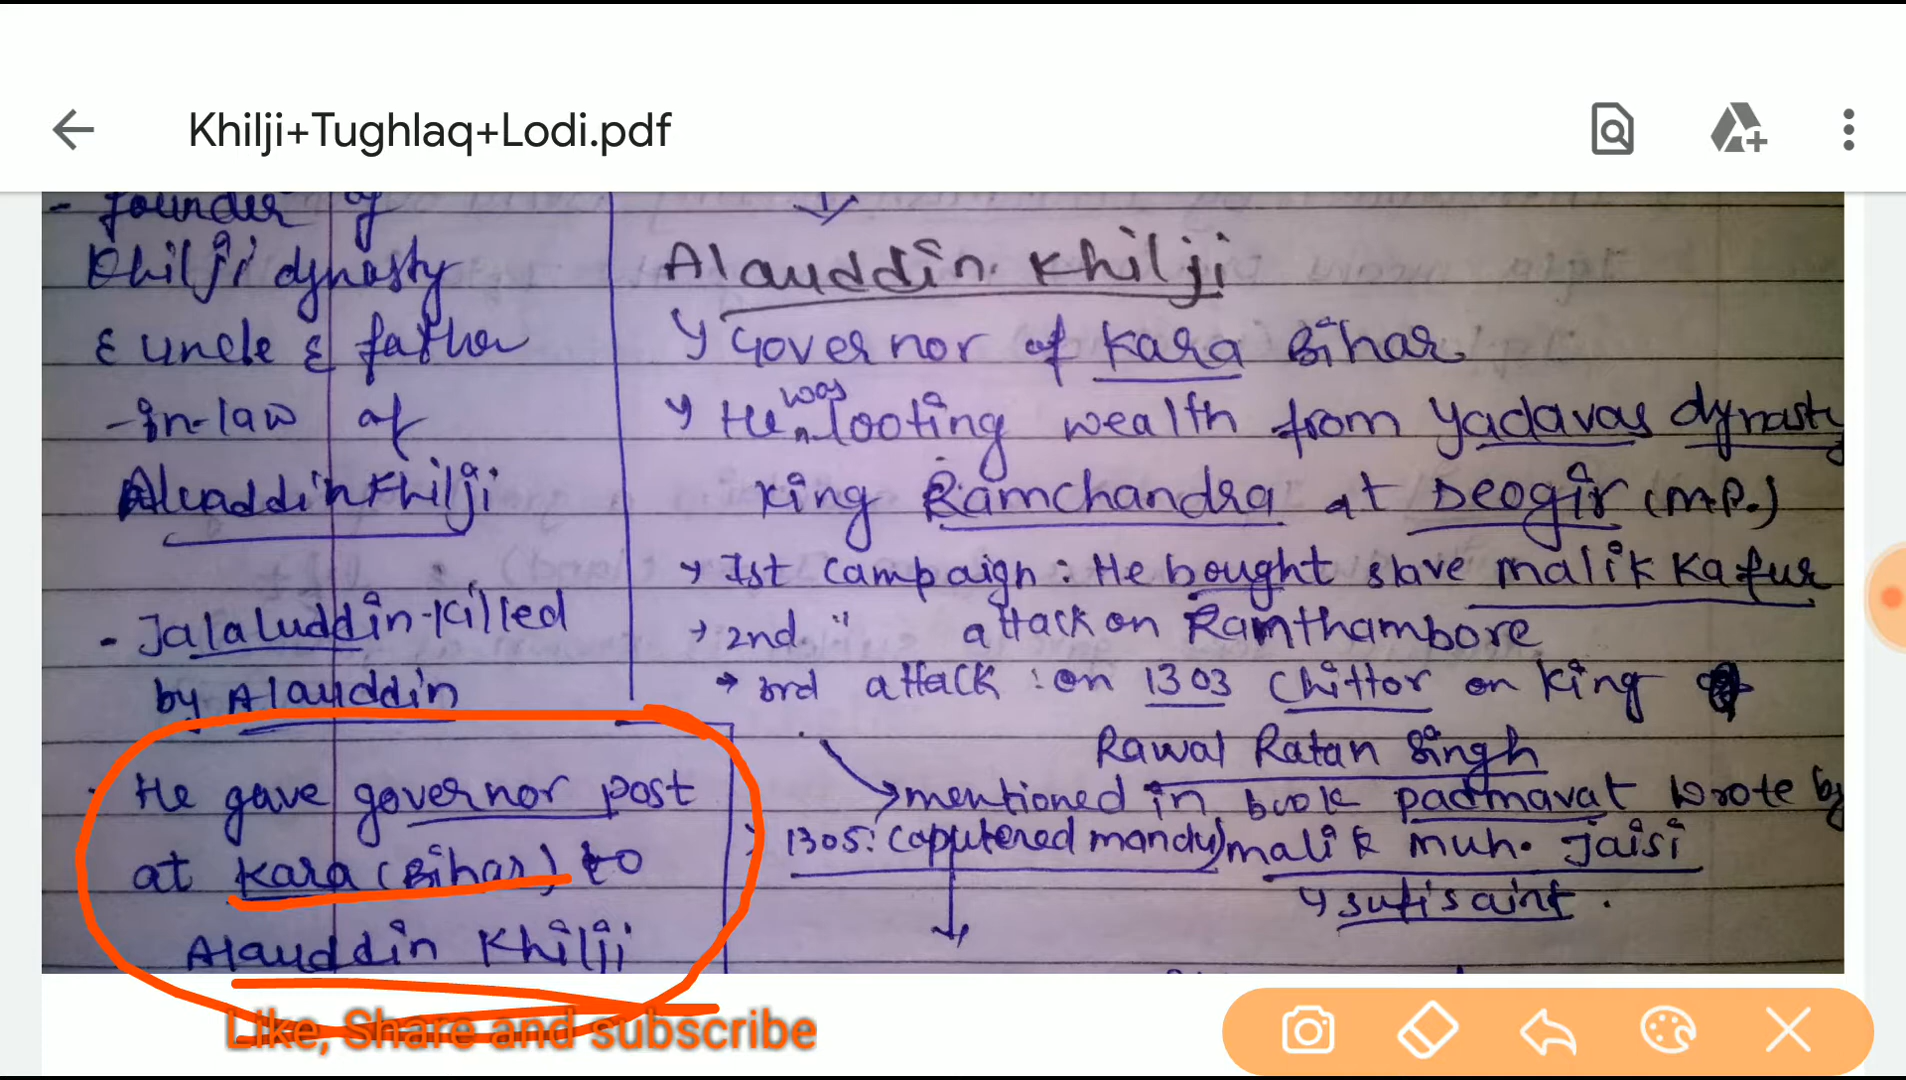 Khilji+Tughlaq+Lodi.pdf
- founder of
Khilji dynasty
& uncle & father
-in-law of
Aluaddin Khilji
- Jalaluddin-Killed
by Alauddin
· He gave governor post
at Kara (Bihar) to
Alauddin Khilji
Alauddin Khilji
Governor of Kara Bihar
He was looting wealth from Yadavas dynasty
King Ramchandra at Deogir (M.P.)
→ Ist campaign : He bought slave malik Kafur
→ 2nd " attack on Ranthambore
→ 3rd attack : on 1303 Chittor on King
Rawal Ratan Singh
→ mentioned in book padmavat wrote by
1305: (caputered mandy) malik muh. Jaisi
sufi saint.
Like, Share and subscribe